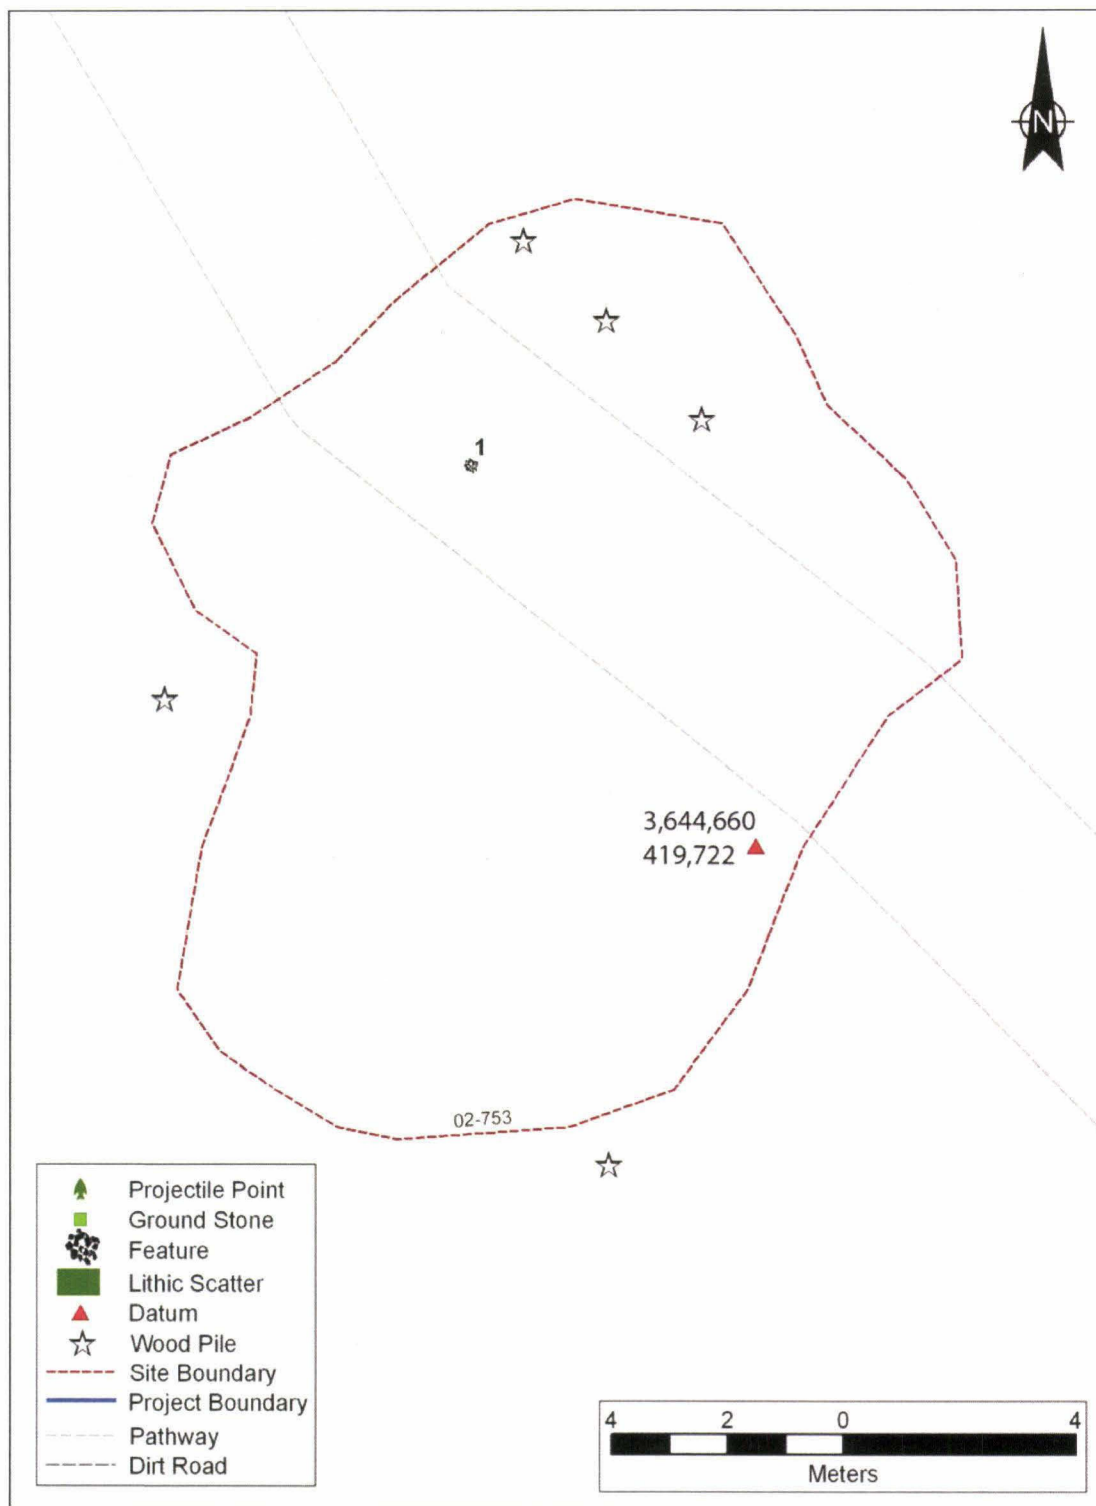 N
1
3,644,660
419,722
02-753
Projectile Point
Ground Stone
Feature
Lithic Scatter
Datum
Wood Pile
Site Boundary
Project Boundary
Pathway
Dirt Road
4 2 0 4
Meters